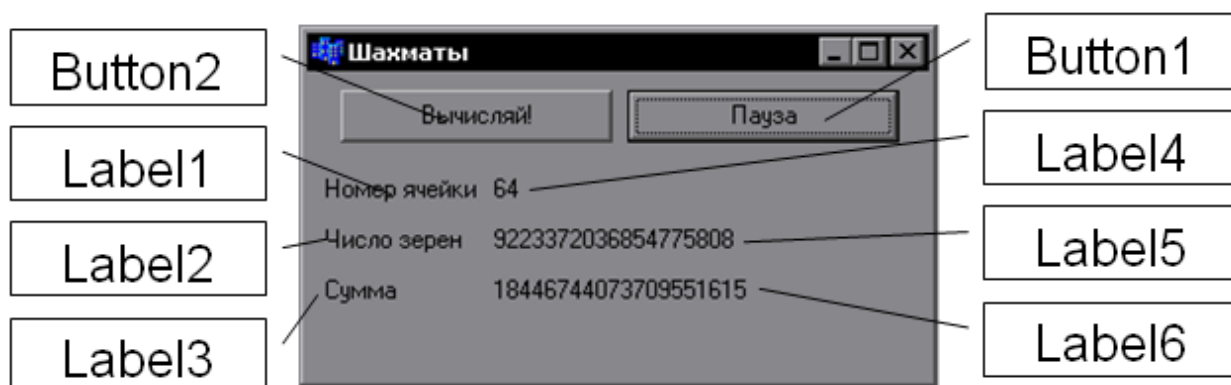 Шахматы
Button2
Button1
Вычисляй!
Пауза
Label1
Label4
Номер ячейки 64
Label2
Label5
Число зерен 9223372036854775808
Сумма 18446744073709551615
Label3
Label6